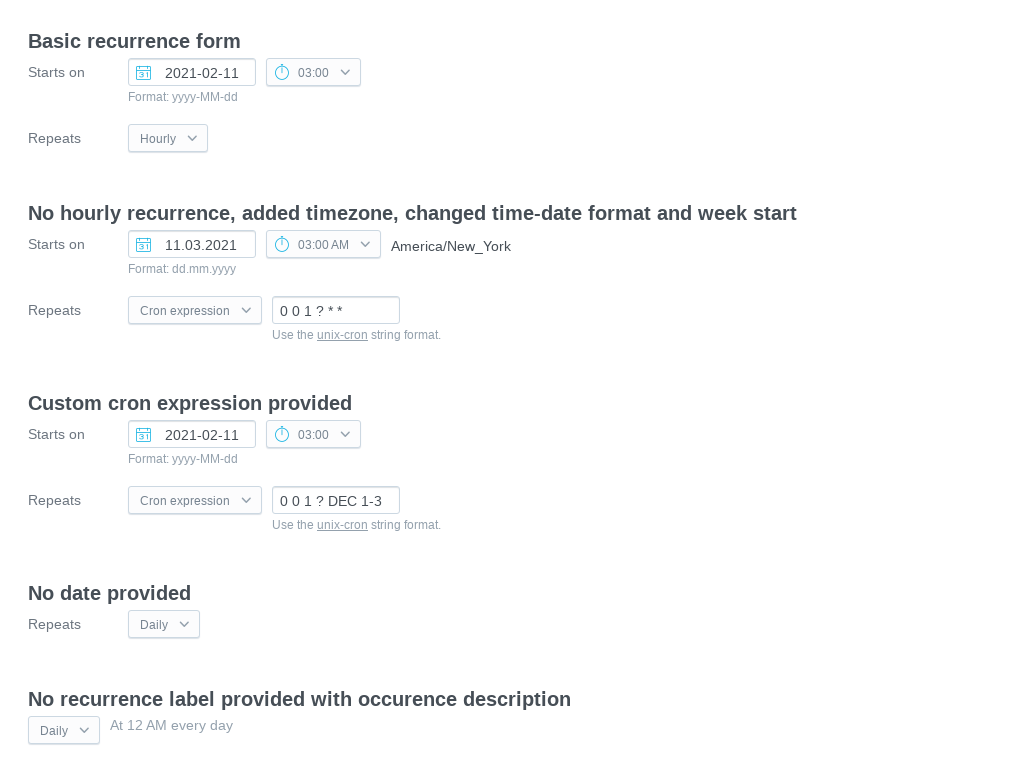 Basic recurrence form
Starts on 2021-02-11 03:00
Format: yyyy-MM-dd
Repeats Hourly
No hourly recurrence, added timezone, changed time-date format and week start
Starts on 11.03.2021 03:00 AM America/New_York
Format: dd.mm.yyyy
Repeats Cron expression 0 0 1 ? * *
Use the unix-cron string format.
Custom cron expression provided
Starts on 2021-02-11 03:00
Format: yyyy-MM-dd
Repeats Cron expression 0 0 1 ? DEC 1-3
Use the unix-cron string format.
No date provided
Repeats Daily
No recurrence label provided with occurence description
Daily At 12 AM every day